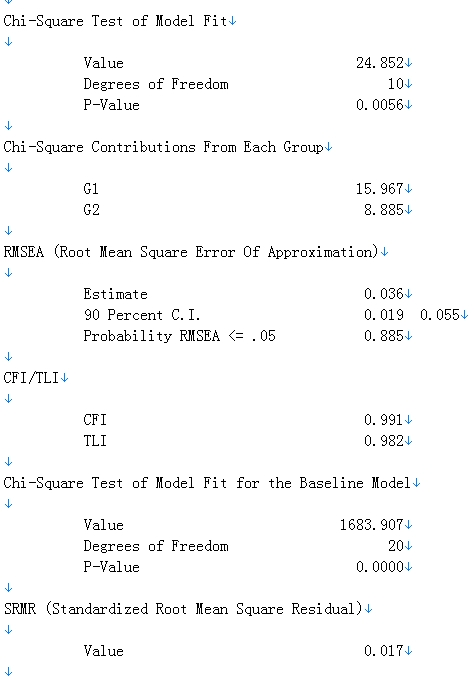 Chi-Square Test of Model Fit↓
↓
Value 24.852↓
Degrees of Freedom 10↓
P-Value 0.0056↓
↓
Chi-Square Contributions From Each Group↓
↓
G1 15.967↓
G2 8.885↓
↓
RMSEA (Root Mean Square Error Of Approximation)↓
↓
Estimate 0.036↓
90 Percent C.I. 0.019 0.055↓
Probability RMSEA <= .05 0.885↓
↓
CFI/TLI↓
↓
CFI 0.991↓
TLI 0.982↓
↓
Chi-Square Test of Model Fit for the Baseline Model↓
↓
Value 1683.907↓
Degrees of Freedom 20↓
P-Value 0.0000↓
↓
SRMR (Standardized Root Mean Square Residual)↓
↓
Value 0.017↓
↓